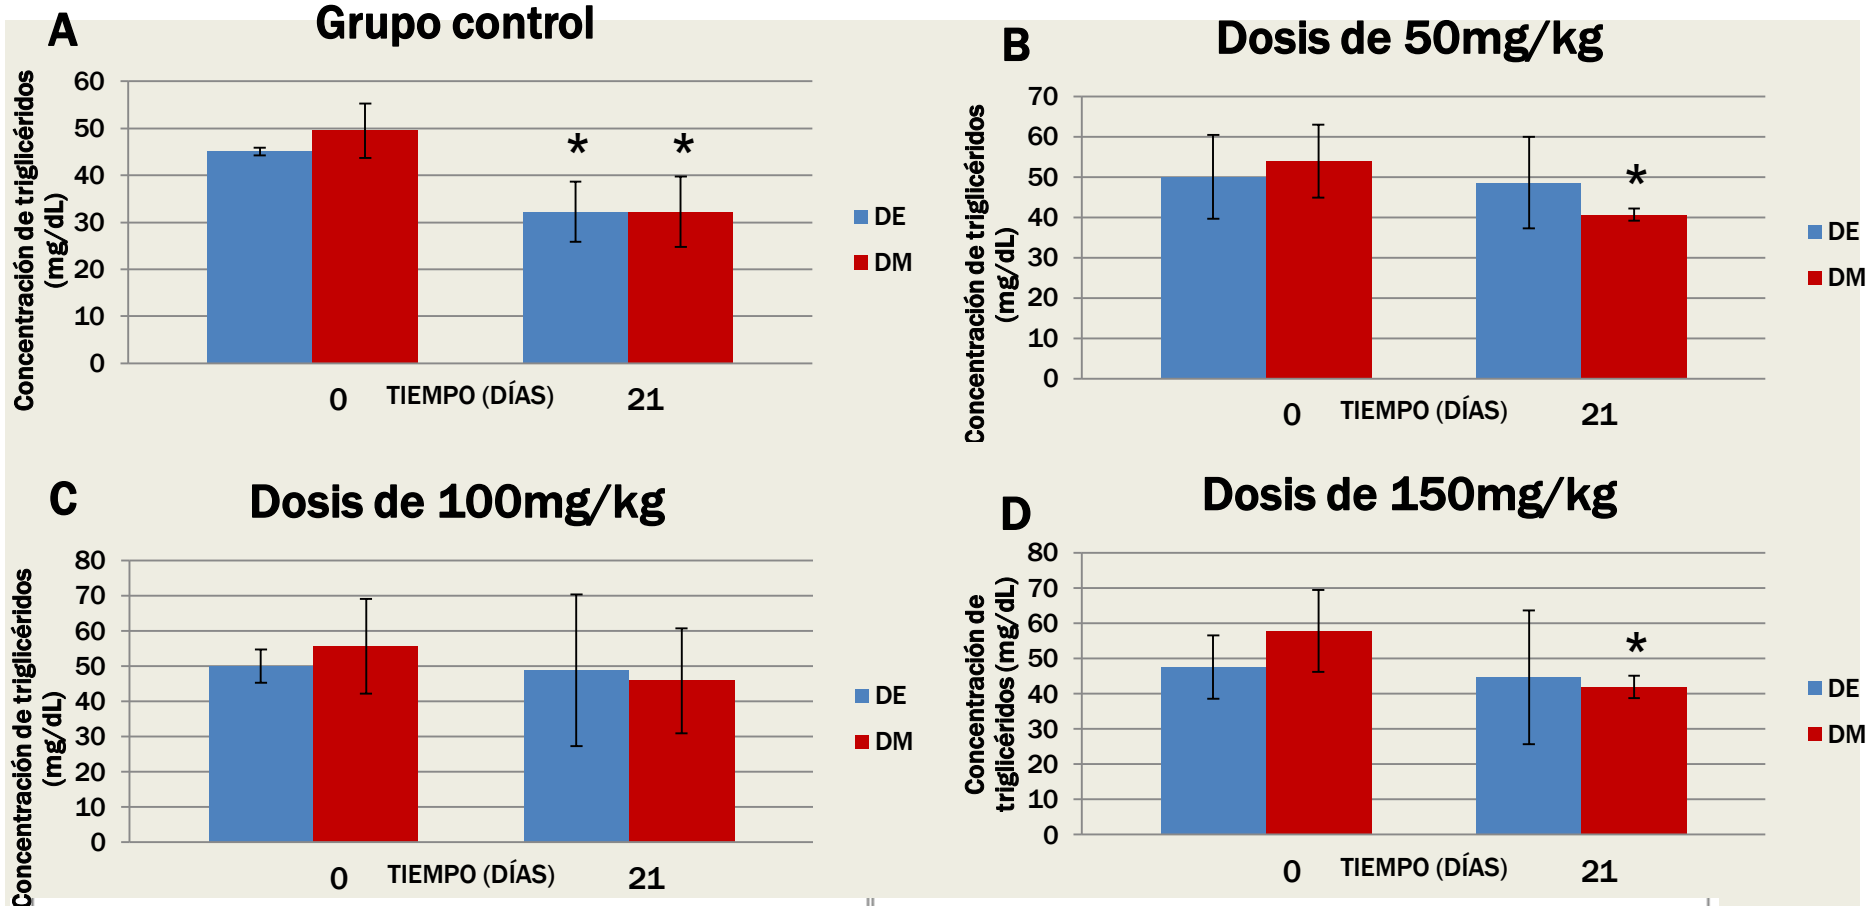 A
Grupo control
Concentración de triglicéridos
(mg/dL)
60
50
40
30
20
10
0
* *
0 TIEMPO (DÍAS) 21
DE
DM
B
Dosis de 50mg/kg
Concentración de triglicéridos
(mg/dL)
70
60
50
40
30
20
10
0
*
0 TIEMPO (DÍAS) 21
DE
DM
C
Dosis de 100mg/kg
Concentración de triglicéridos
(mg/dL)
80
70
60
50
40
30
20
10
0
0 TIEMPO (DÍAS) 21
DE
DM
D
Dosis de 150mg/kg
Concentración de
triglicéridos (mg/dL)
80
70
60
50
40
30
20
10
0
*
0 TIEMPO (DÍAS) 21
DE
DM